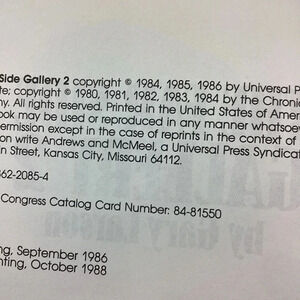 Side Gallery 2 copyright © 1984, 1985, 1986 by Universal P
te; copyright © 1980, 1981, 1982, 1983, 1984 by the Chronic
ny. All rights reserved. Printed in the United States of Amer
ook may be used or reproduced in any manner whatsoev
ermission except in the case of reprints in the context of
on write Andrews and McMeel, a Universal Press Syndicat
in Street, Kansas City, Missouri 64112.
362-2085-4
Congress Catalog Card Number: 84-81550
ng, September 1986
nting, October 1988